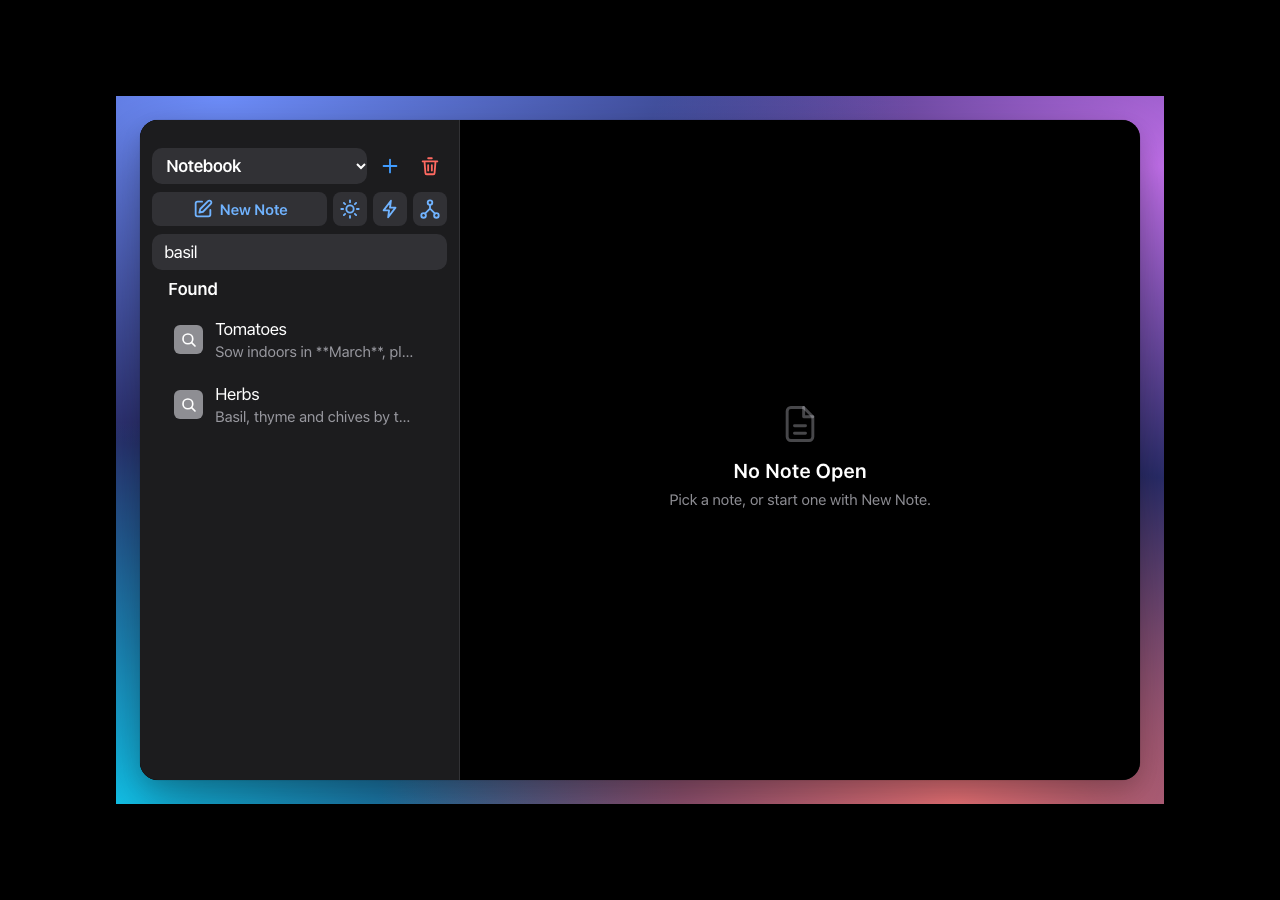 Notebook
New Note
basil
Found
Tomatoes
Sow indoors in **March**, pl...
Herbs
Basil, thyme and chives by t...
No Note Open
Pick a note, or start one with New Note.